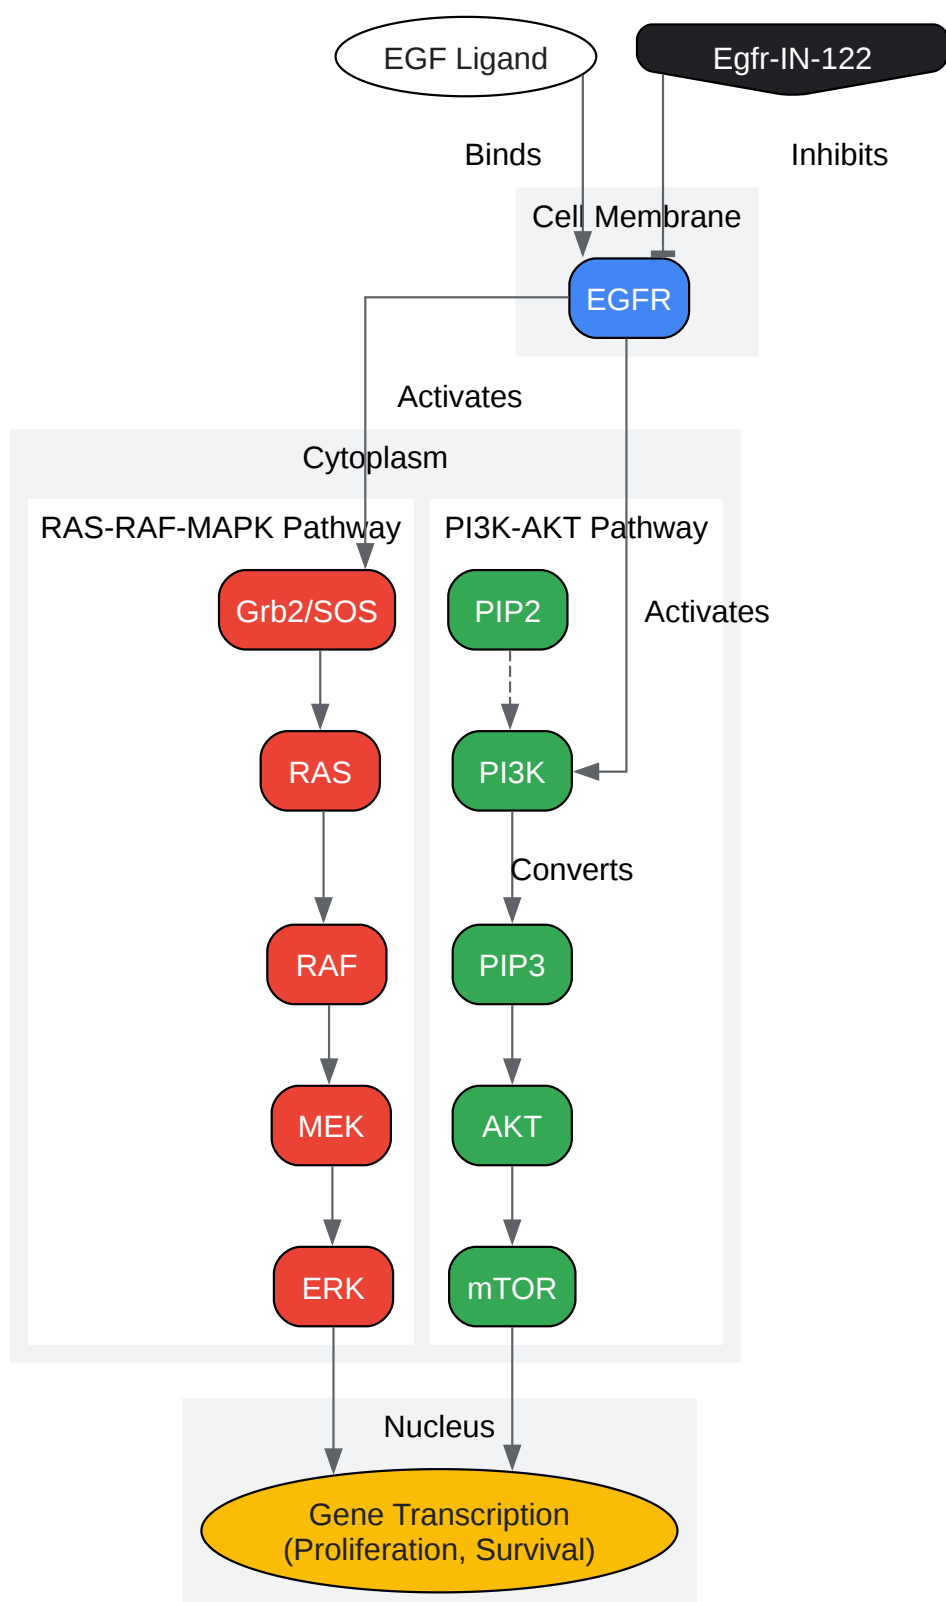 EGF Ligand
Egfr-IN-122
Binds
Inhibits
Cell Membrane
EGFR
Activates
Cytoplasm
RAS-RAF-MAPK Pathway
PI3K-AKT Pathway
Grb2/SOS
PIP2
Activates
RAS
PI3K
Converts
RAF
PIP3
MEK
AKT
ERK
mTOR
Nucleus
Gene Transcription
(Proliferation, Survival)